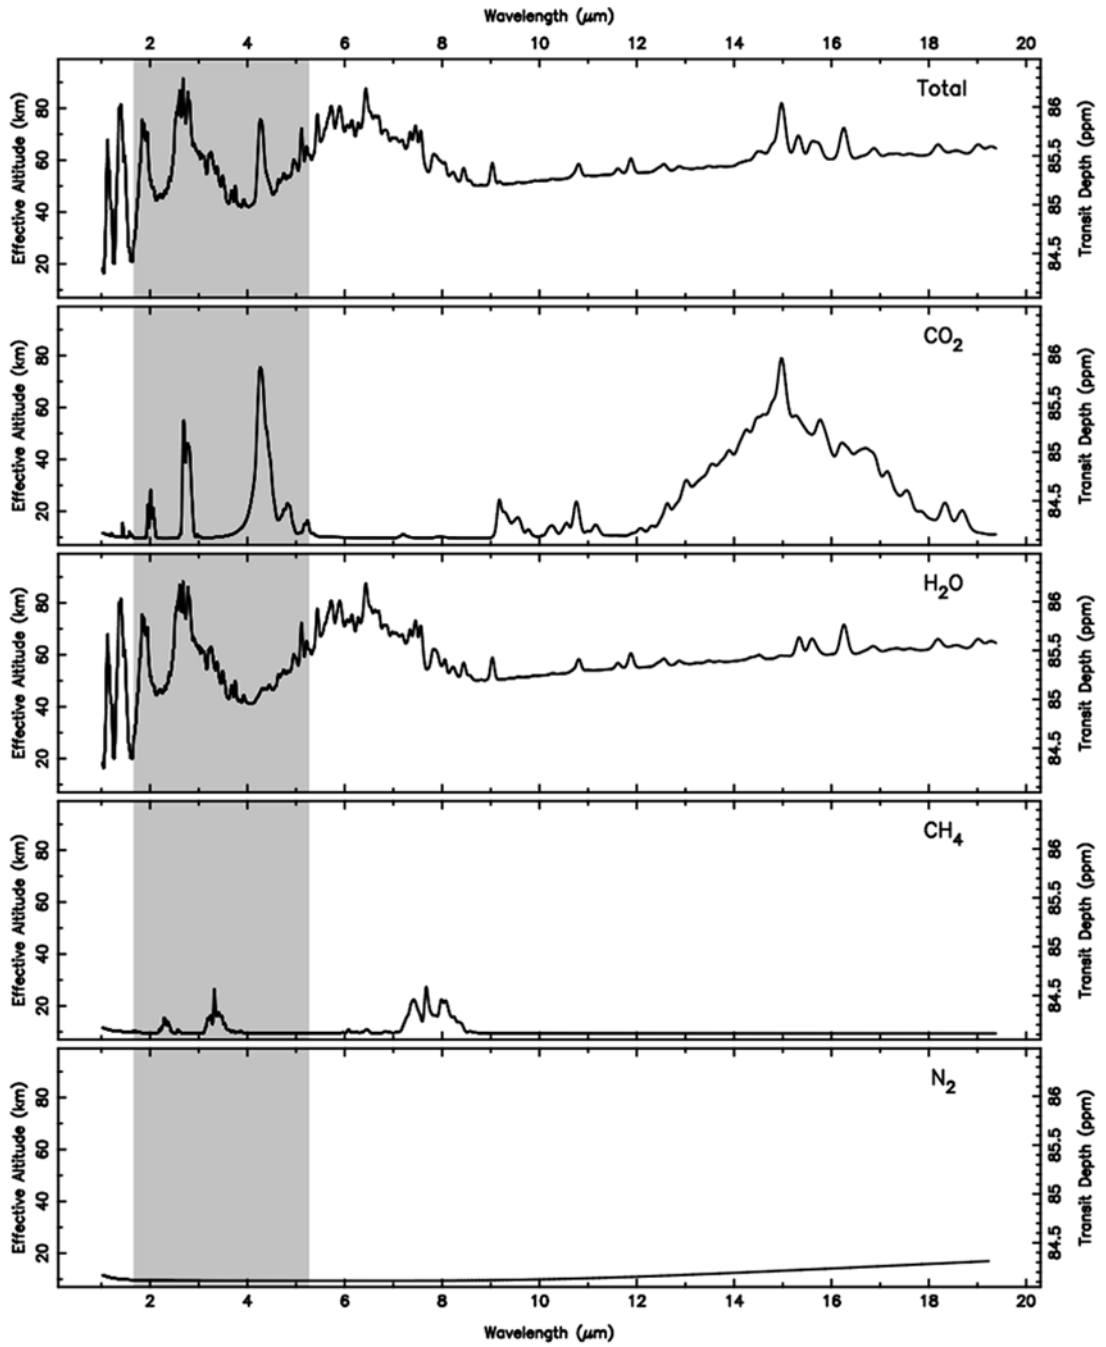 Wavelength (μm)
2 4 6 8 10 12 14 16 18 20
Effective Altitude (km)
80
60
40
20
Total
86
85.5
85
84.5
Transit Depth (ppm)
Effective Altitude (km)
80
60
40
20
CO2
86
85.5
85
84.5
Transit Depth (ppm)
Effective Altitude (km)
80
60
40
20
H2O
86
85.5
85
84.5
Transit Depth (ppm)
Effective Altitude (km)
80
60
40
20
CH4
86
85.5
85
84.5
Transit Depth (ppm)
Effective Altitude (km)
80
60
40
20
N2
86
85.5
85
84.5
Transit Depth (ppm)
2 4 6 8 10 12 14 16 18 20
Wavelength (μm)